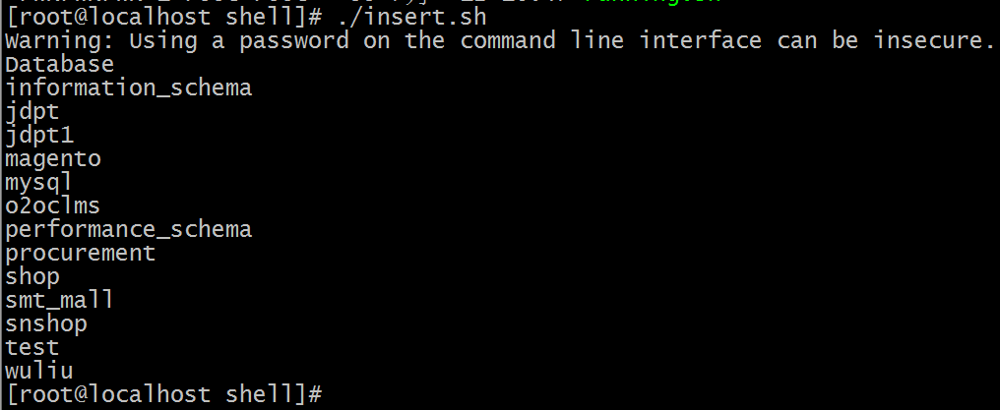 [root@localhost shell]# ./insert.sh
Warning: Using a password on the command line interface can be insecure.
Database
information_schema
jdpt
jdpt1
magento
mysql
o2oclms
performance_schema
procurement
shop
smt_mall
snshop
test
wuliu
[root@localhost shell]#